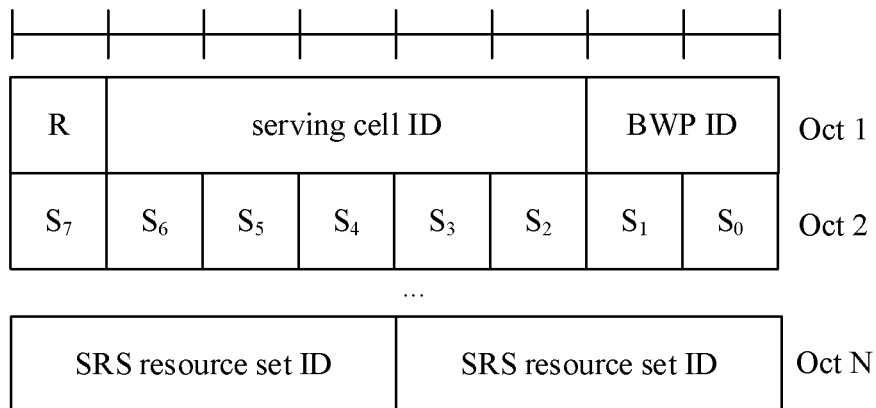 R serving cell ID BWP ID Oct 1
S₇ S₆ S₅ S₄ S₃ S₂ S₁ S₀ Oct 2
...
SRS resource set ID SRS resource set ID Oct N